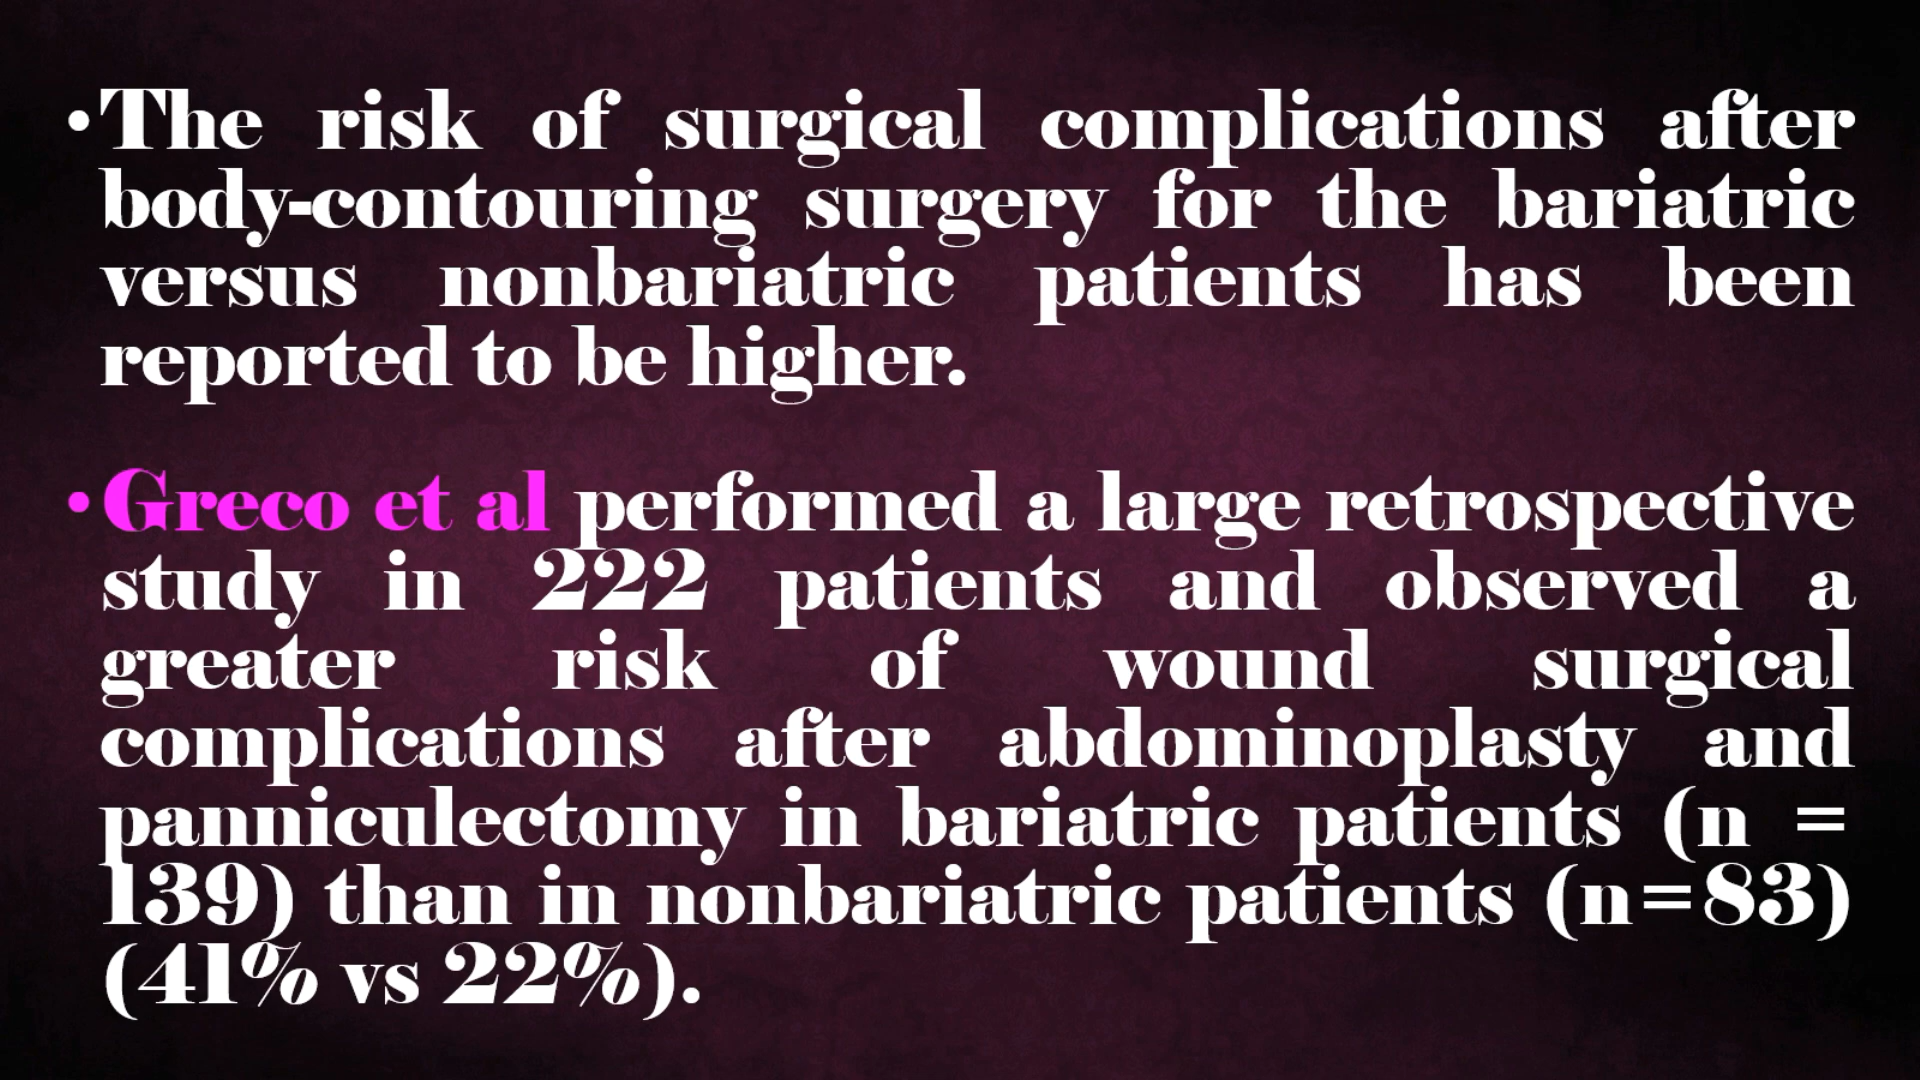 •The risk of surgical complications after
body-contouring surgery for the bariatric
versus nonbariatric patients has been
reported to be higher.
•Greco et al performed a large retrospective
study in 222 patients and observed a
greater risk of wound surgical
complications after abdominoplasty and
panniculectomy in bariatric patients (n =
139) than in nonbariatric patients (n=83)
(41% vs 22%).